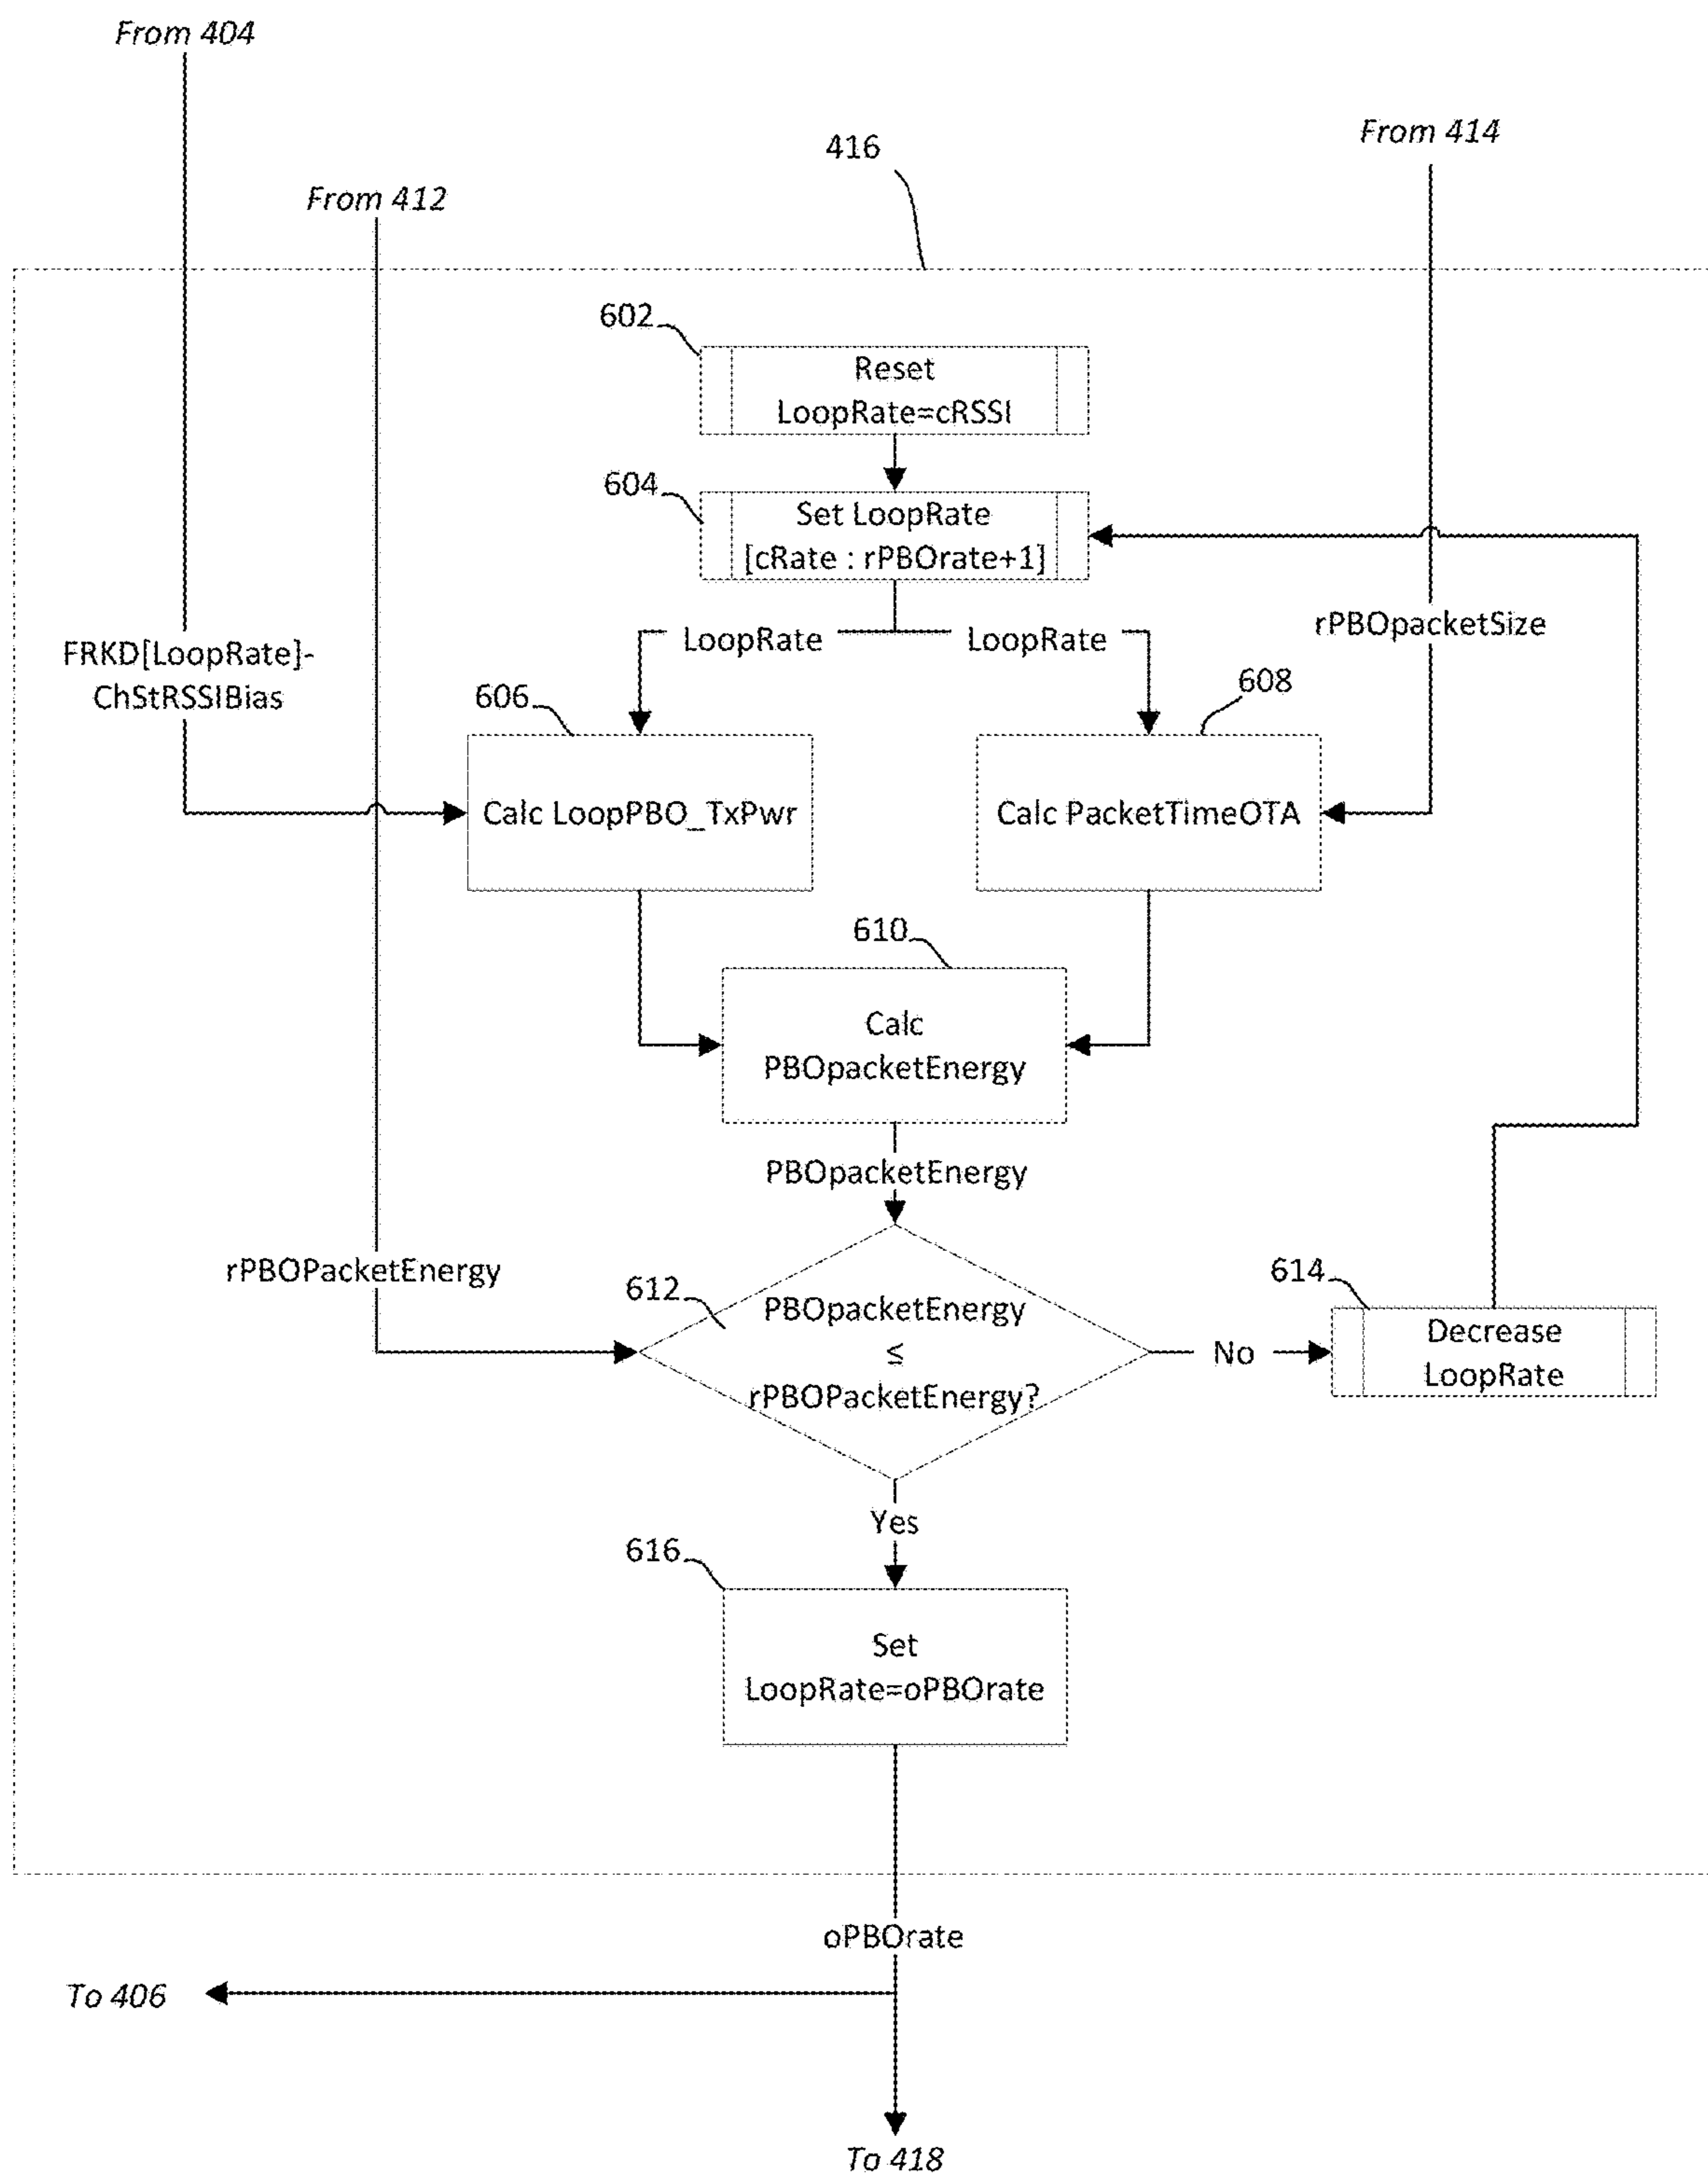 From 404
From 414
416
From 412
602
Reset
LoopRate=cRSSI
604
Set LoopRate
[cRate : rPBOrate+1]
rPBOpacketSize
LoopRate
LoopRate
FRKD[LoopRate]-
ChStRSSIBias
606
608
Calc LoopPBO_TxPwr
Calc PacketTimeOTA
610
Calc
PBOpacketEnergy
PBOpacketEnergy
rPBOPacketEnergy
612
PBOpacketEnergy
≤
rPBOPacketEnergy?
No
614
Decrease
LoopRate
Yes
616
Set
LoopRate=oPBOrate
oPBOrate
To 406
To 418